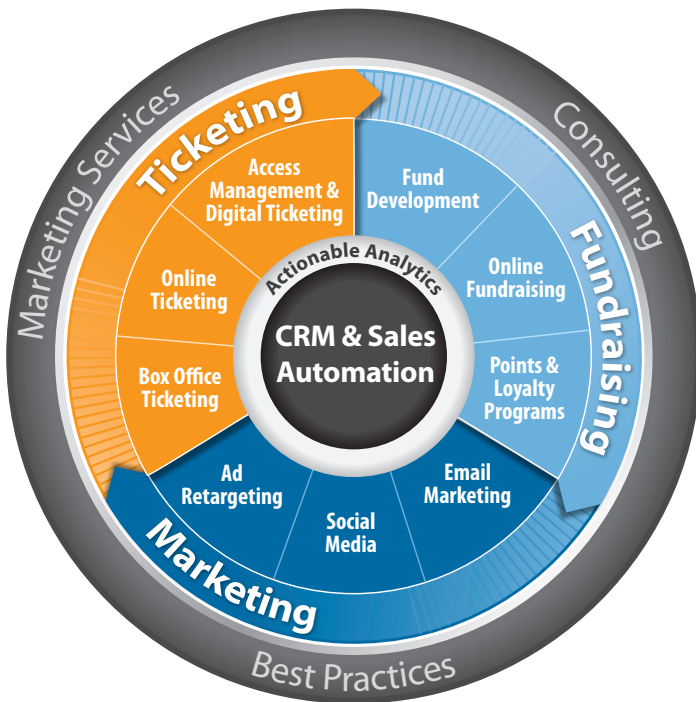 Marketing Services
Consulting
Best Practices
Ticketing
Fundraising
Marketing
Access
Management &
Digital Ticketing
Online
Ticketing
Box Office
Ticketing
Fund
Development
Online
Fundraising
Points &
Loyalty
Programs
Email
Marketing
Social
Media
Ad
Retargeting
Actionable Analytics
CRM & Sales
Automation